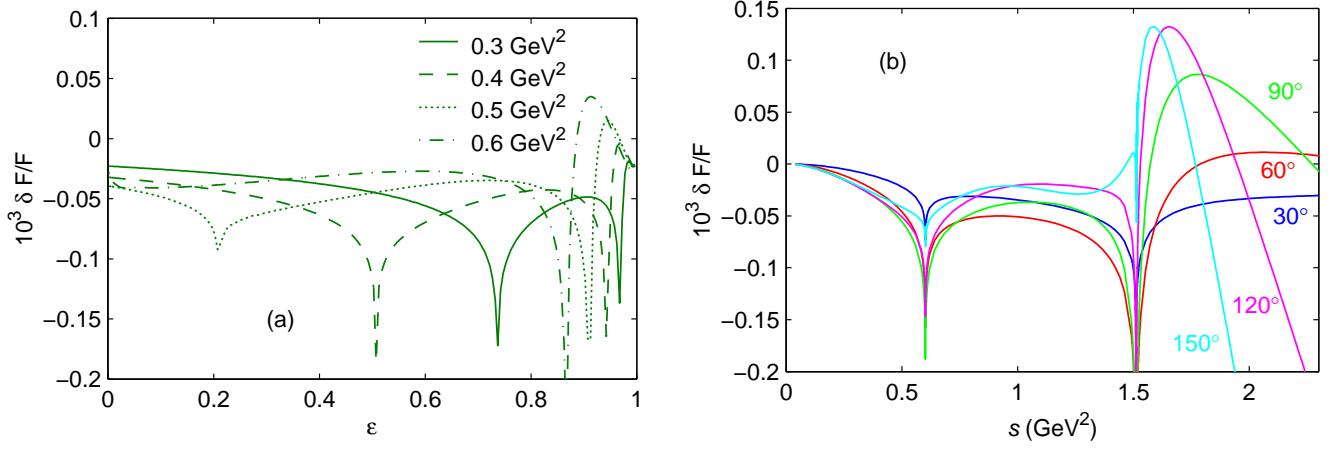 0.1
0.05
0
−0.05
−0.1
−0.15
−0.2
10³ δ F/F
0 0.2 0.4 0.6 0.8 1
ε
0.3 GeV²
0.4 GeV²
0.5 GeV²
0.6 GeV²
(a)
0.15
0.1
0.05
0
−0.05
−0.1
−0.15
−0.2
10³ δ F/F
0 0.5 1 1.5 2
s (GeV²)
(b)
90°
60°
30°
120°
150°